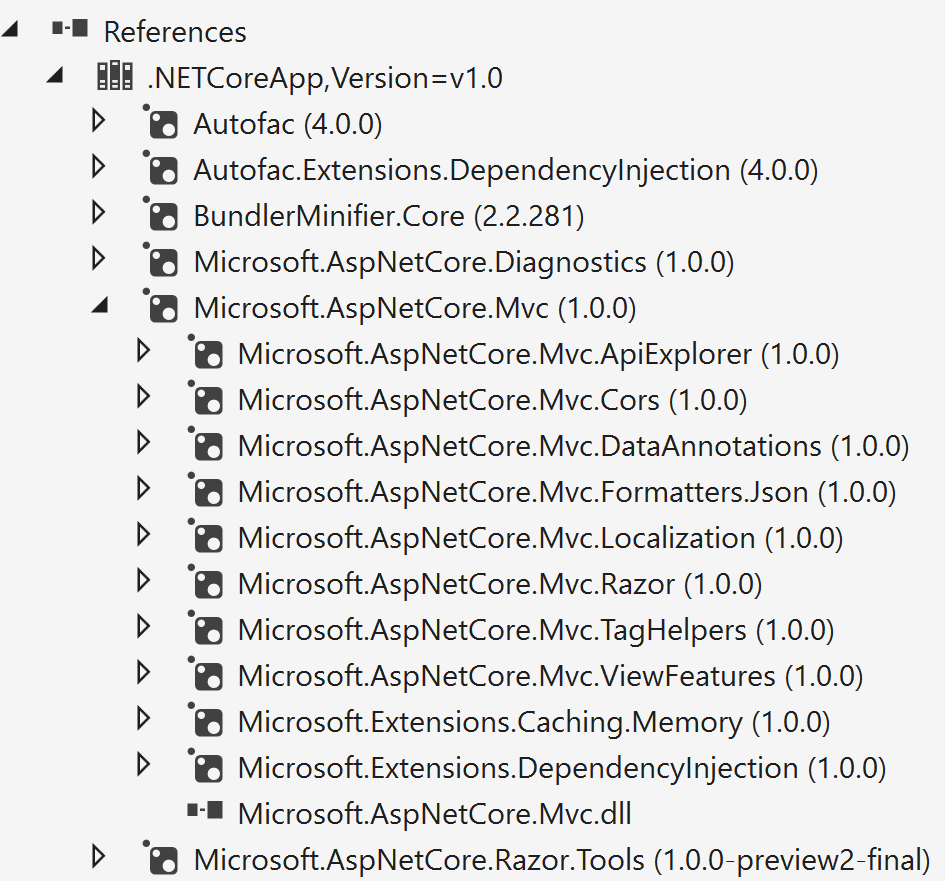 References
.NETCoreApp,Version=v1.0
Autofac (4.0.0)
Autofac.Extensions.DependencyInjection (4.0.0)
BundlerMinifier.Core (2.2.281)
Microsoft.AspNetCore.Diagnostics (1.0.0)
Microsoft.AspNetCore.Mvc (1.0.0)
Microsoft.AspNetCore.Mvc.ApiExplorer (1.0.0)
Microsoft.AspNetCore.Mvc.Cors (1.0.0)
Microsoft.AspNetCore.Mvc.DataAnnotations (1.0.0)
Microsoft.AspNetCore.Mvc.Formatters.Json (1.0.0)
Microsoft.AspNetCore.Mvc.Localization (1.0.0)
Microsoft.AspNetCore.Mvc.Razor (1.0.0)
Microsoft.AspNetCore.Mvc.TagHelpers (1.0.0)
Microsoft.AspNetCore.Mvc.ViewFeatures (1.0.0)
Microsoft.Extensions.Caching.Memory (1.0.0)
Microsoft.Extensions.DependencyInjection (1.0.0)
Microsoft.AspNetCore.Mvc.dll
Microsoft.AspNetCore.Razor.Tools (1.0.0-preview2-final)